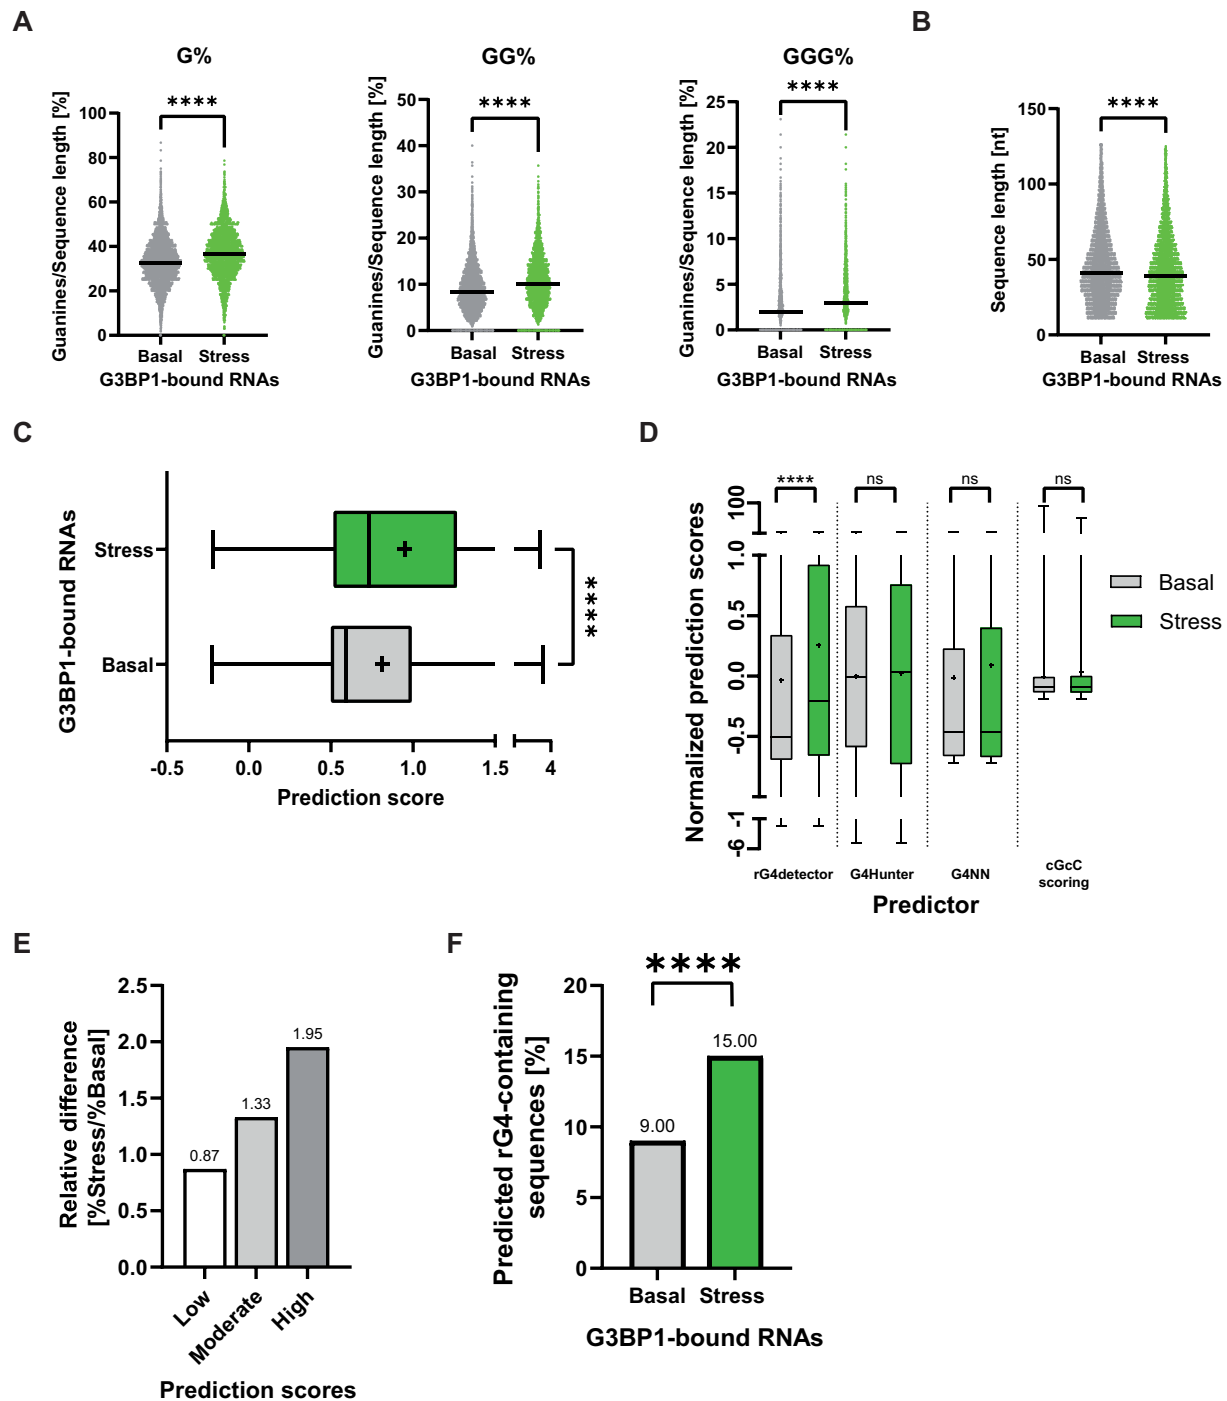 A
G%
Guanines/Sequence length [%]
100
80
60
40
20
0
****
Basal Stress
G3BP1-bound RNAs
GG%
Guanines/Sequence length [%]
50
40
30
20
10
0
****
Basal Stress
G3BP1-bound RNAs
GGG%
Guanines/Sequence length [%]
25
20
15
10
5
0
****
Basal Stress
G3BP1-bound RNAs
B
Sequence length [nt]
150
100
50
0
****
Basal Stress
G3BP1-bound RNAs
C
G3BP1-bound RNAs
Stress
Basal
****
-0.5 0.0 0.5 1.0 1.5 4
Prediction score
D
Normalized prediction scores
100
1.0
0.5
0.0
-0.5
-1
-6
**** ns ns ns
Basal
Stress
rG4detector G4Hunter G4NN cGcC
scoring
Predictor
E
Relative difference
[%Stress/%Basal]
2.5
2.0
1.5
1.0
0.5
0.0
0.87
1.33
1.95
Low
Moderate
High
Prediction scores
F
Predicted rG4-containing
sequences [%]
20
15
10
5
0
****
9.00
15.00
Basal Stress
G3BP1-bound RNAs